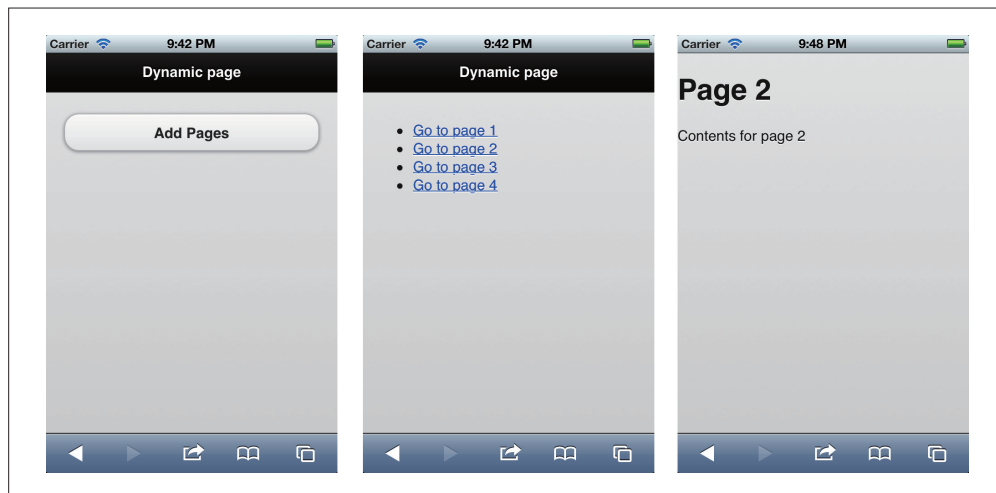 Carrier 9:42 PM
Dynamic page
Add Pages
Carrier 9:42 PM
Dynamic page
• Go to page 1
• Go to page 2
• Go to page 3
• Go to page 4
Carrier 9:48 PM
Page 2
Contents for page 2